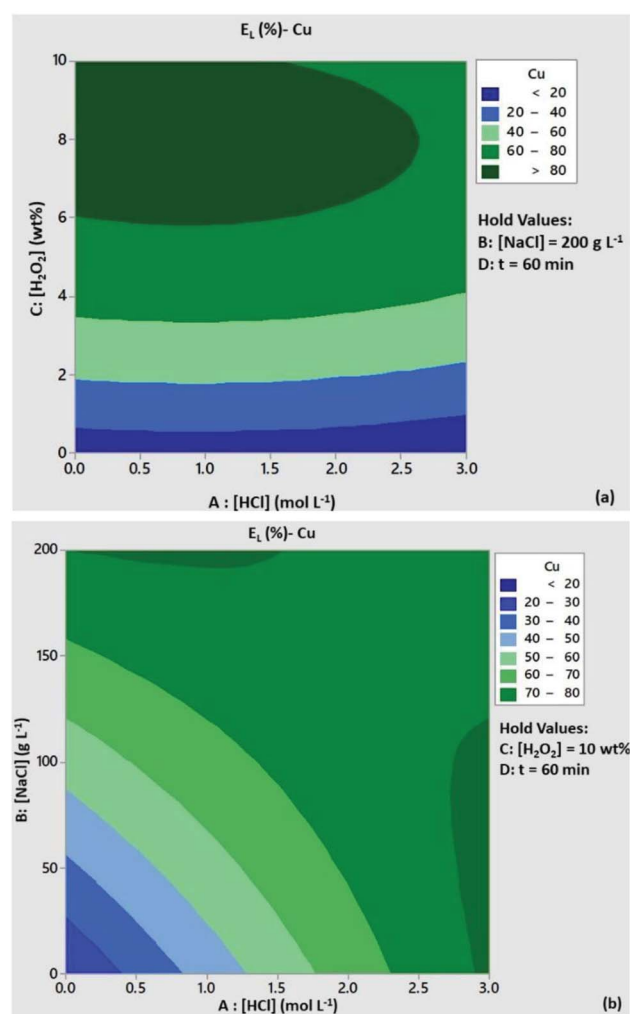 E_L (%)- Cu
10
8
6
4
2
0
C: [H₂O₂] (wt%)
0.0 0.5 1.0 1.5 2.0 2.5 3.0
A : [HCl] (mol L⁻¹)
Cu
< 20
20 – 40
40 – 60
60 – 80
> 80
Hold Values:
B: [NaCl] = 200 g L⁻¹
D: t = 60 min
(a)
E_L (%)- Cu
200
150
100
50
0
B: [NaCl] (g L⁻¹)
0.0 0.5 1.0 1.5 2.0 2.5 3.0
A : [HCl] (mol L⁻¹)
Cu
< 20
20 – 30
30 – 40
40 – 50
50 – 60
60 – 70
70 – 80
Hold Values:
C: [H₂O₂] = 10 wt%
D: t = 60 min
(b)